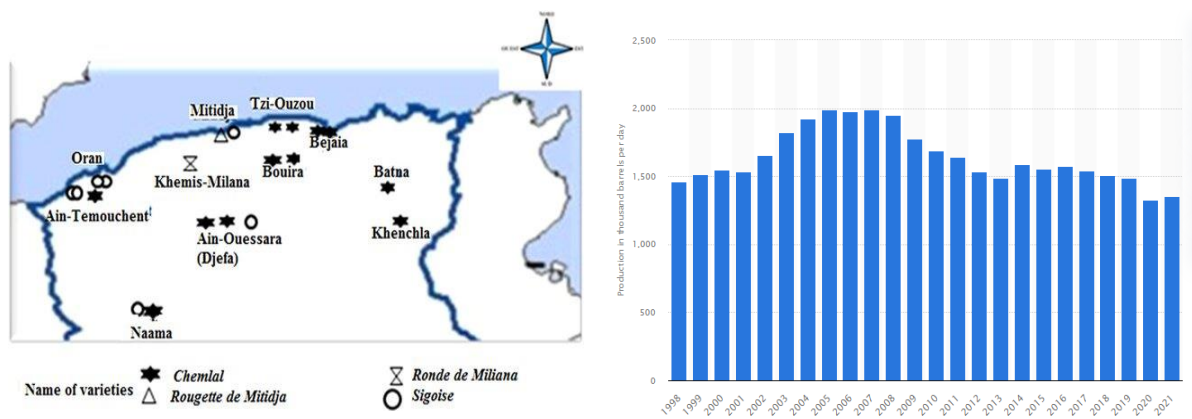 NORD
SUD
Mitidja
Tzi-Ouzou
Bejaia
Oran
Khemis-Milana
Bouira
Batna
Ain-Temouchent
Ain-Ouessara
(Djefa)
Khenchla
Naama
Name of varieties
Chemlal
Rougette de Mitidja
Ronde de Miliana
Sigoise
Production in thousand barrels per day
2,500
2,000
1,500
1,000
500
0
1998
1999
2000
2001
2002
2003
2004
2005
2006
2007
2008
2009
2010
2011
2012
2013
2014
2015
2016
2017
2018
2019
2020
2021